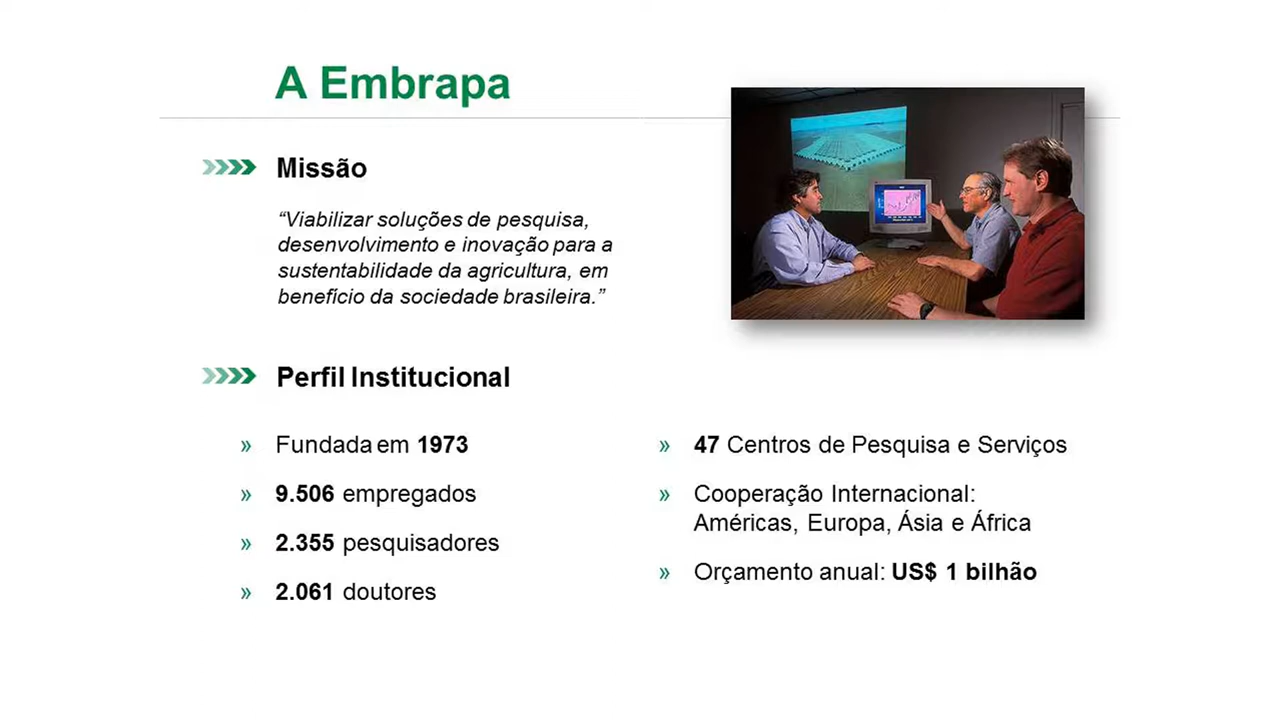 A Embrapa
Missão
“Viabilizar soluções de pesquisa,
desenvolvimento e inovação para a
sustentabilidade da agricultura, em
benefício da sociedade brasileira.”
Perfil Institucional
» Fundada em 1973
» 9.506 empregados
» 2.355 pesquisadores
» 2.061 doutores
» 47 Centros de Pesquisa e Serviços
» Cooperação Internacional:
Américas, Europa, Ásia e África
» Orçamento anual: US$ 1 bilhão